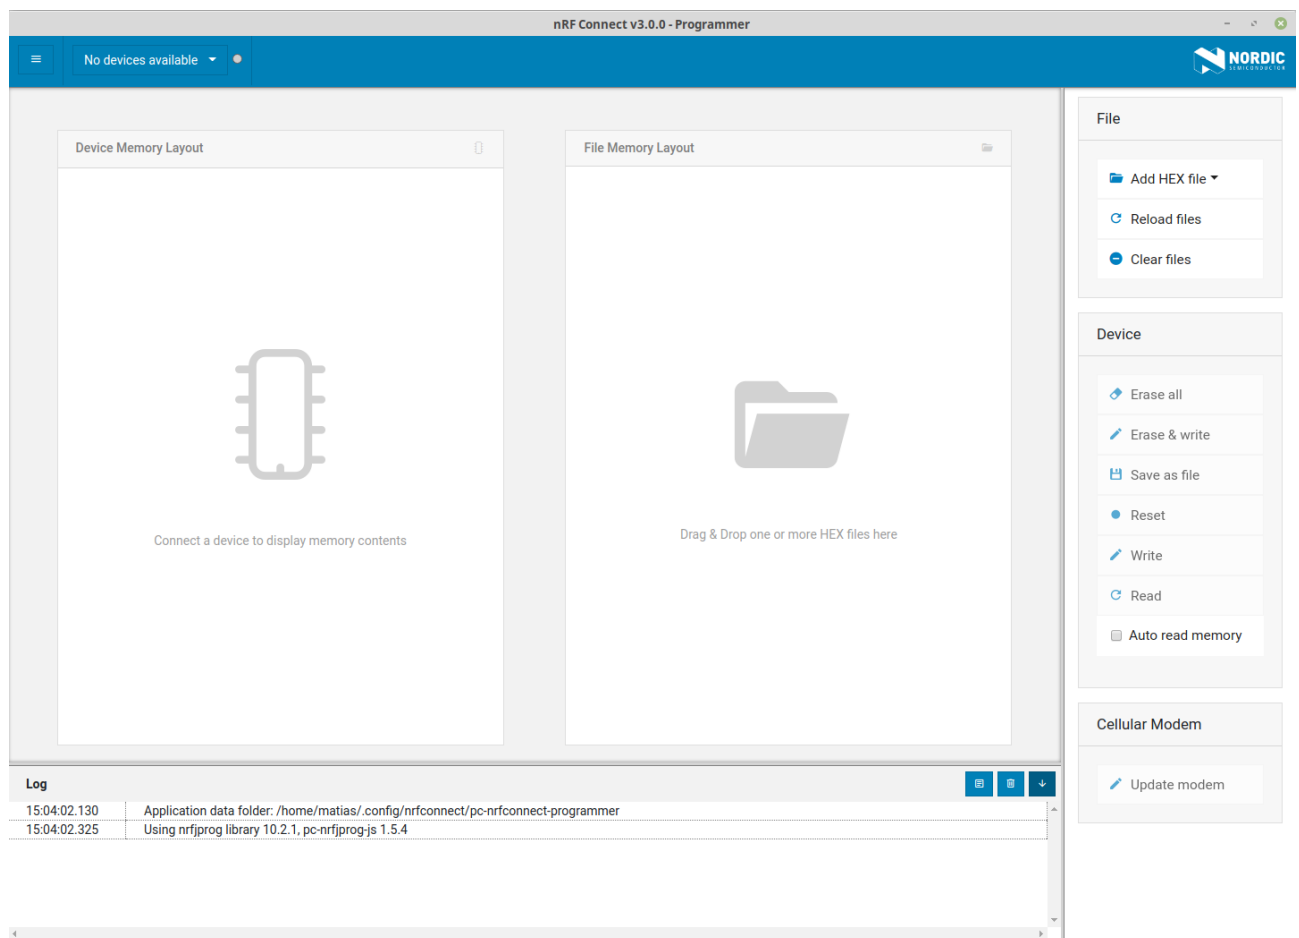 nRF Connect v3.0.0 - Programmer
No devices available
NORDIC
SEMICONDUCTOR
Device Memory Layout
Connect a device to display memory contents
File Memory Layout
Drag & Drop one or more HEX files here
File
Add HEX file
Reload files
Clear files
Device
Erase all
Erase & write
Save as file
Reset
Write
Read
Auto read memory
Cellular Modem
Update modem
Log
15:04:02.130 Application data folder: /home/matias/.config/nrfconnect/pc-nrfconnect-programmer
15:04:02.325 Using nrfjprog library 10.2.1, pc-nrfjprog-js 1.5.4